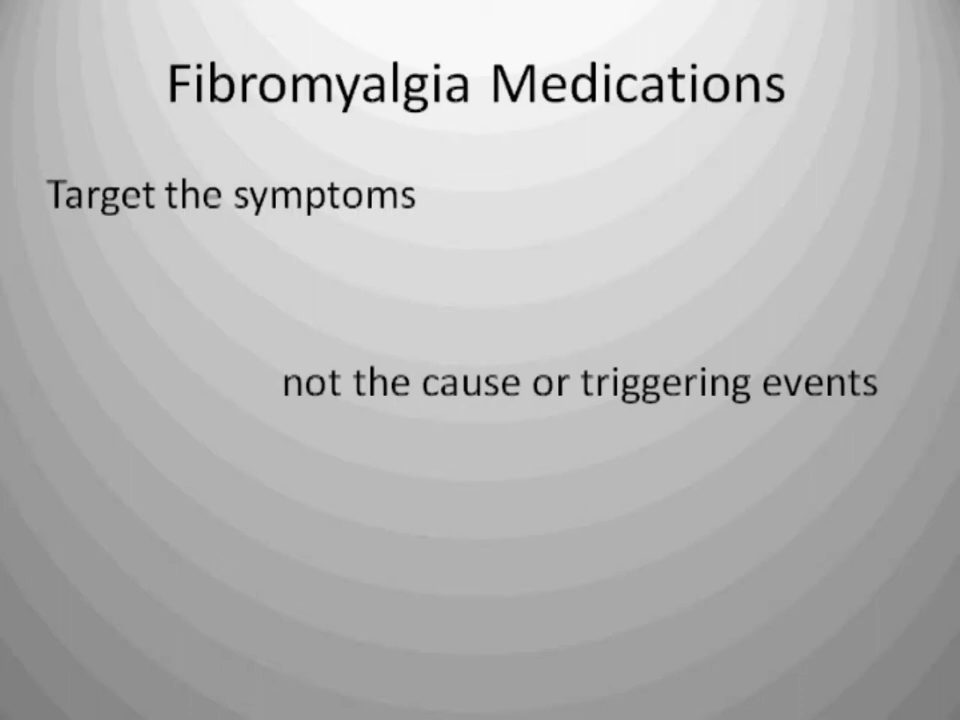 Fibromyalgia Medications
Target the symptoms
not the cause or triggering events